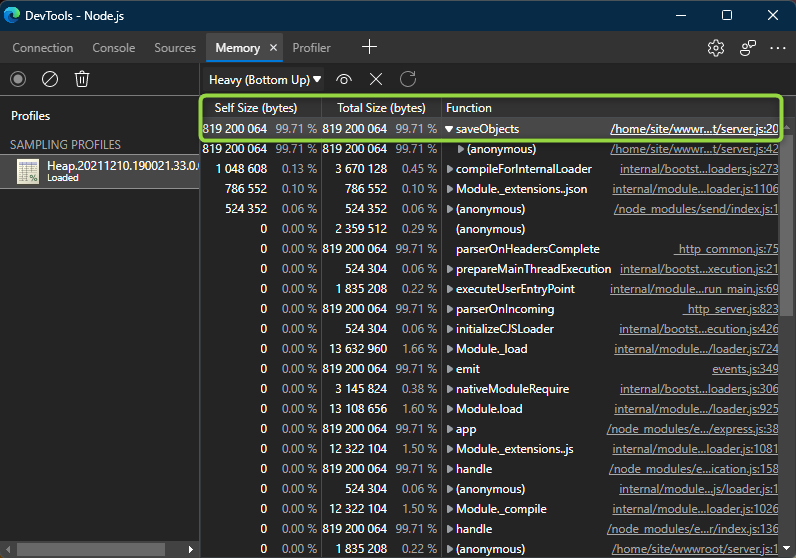 DevTools - Node.js
Connection Console Sources Memory × Profiler +
Heavy (Bottom Up) ▼
Profiles
SAMPLING PROFILES
Heap.20211210.190021.33.0.
Loaded
Self Size (bytes) Total Size (bytes) Function
819 200 064 99.71 % 819 200 064 99.71 % ▼ saveObjects /home/site/wwwr...t/server.js:20
819 200 064 99.71 % 819 200 064 99.71 % ▶ (anonymous) /home/site/wwwr...t/server.js:42
1 048 608 0.13 % 3 670 128 0.45 % ▶ compileForInternalLoader internal/bootst...loaders.js:273
786 552 0.10 % 786 552 0.10 % ▶ Module._extensions..json internal/module...loader.js:1106
524 352 0.06 % 524 352 0.06 % ▶ (anonymous) /node_modules/send/index.js:1
0 0.00 % 2 359 512 0.29 % (anonymous)
0 0.00 % 819 200 064 99.71 % parserOnHeadersComplete _http_common.js:75
0 0.00 % 524 304 0.06 % ▶ prepareMainThreadExecution internal/bootst...xecution.js:21
0 0.00 % 1 835 208 0.22 % ▶ executeUserEntryPoint internal/module...run_main.js:69
0 0.00 % 819 200 064 99.71 % ▶ parserOnIncoming _http_server.js:823
0 0.00 % 524 304 0.06 % ▶ initializeCJSLoader internal/bootst...ecution.js:426
0 0.00 % 13 632 960 1.66 % ▶ Module._load internal/module...loader.js:724
0 0.00 % 819 200 064 99.71 % ▶ emit events.js:349
0 0.00 % 3 145 824 0.38 % ▶ nativeModuleRequire internal/bootst...loaders.js:306
0 0.00 % 13 108 656 1.60 % ▶ Module.load internal/module...loader.js:925
0 0.00 % 819 200 064 99.71 % ▶ app /node_modules/e.../express.js:38
0 0.00 % 12 322 104 1.50 % ▶ Module._extensions..js internal/module...loader.js:1081
0 0.00 % 819 200 064 99.71 % ▶ handle /node_modules/e...ication.js:158
0 0.00 % 524 304 0.06 % ▶ (anonymous) internal/module...js/loader.js:1
0 0.00 % 12 322 104 1.50 % ▶ Module._compile internal/module...loader.js:1026
0 0.00 % 819 200 064 99.71 % ▶ handle /node_modules/e...r/index.js:136
0 0.00 % 1 835 208 0.22 % ▶ (anonymous) /home/site/wwwroot/server.js:1